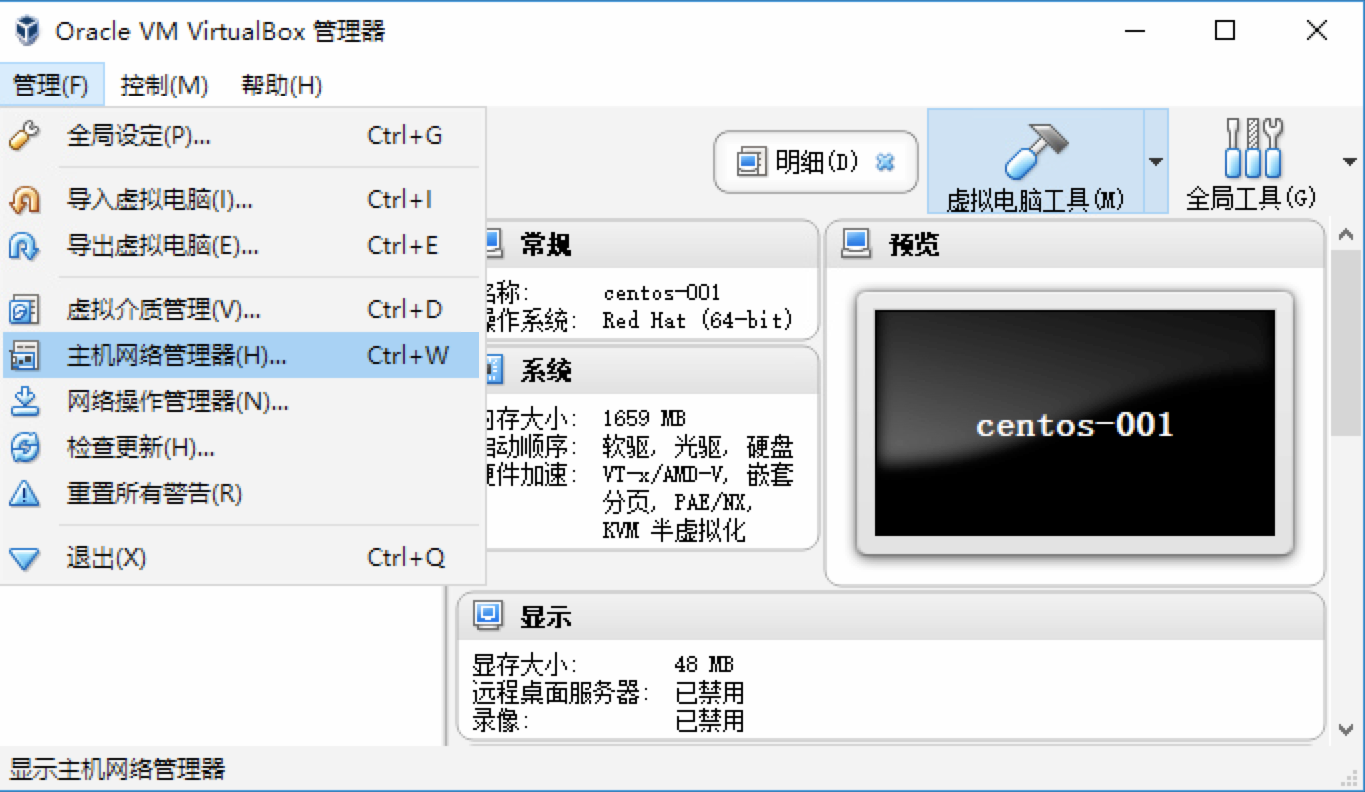 Oracle VM VirtualBox 管理器
管理(F) 控制(M) 帮助(H)
全局设定(P)... Ctrl+G
导入虚拟电脑(I)... Ctrl+I
导出虚拟电脑(E)... Ctrl+E
虚拟介质管理(V)... Ctrl+D
主机网络管理器(H)... Ctrl+W
网络操作管理器(N)...
检查更新(H)...
重置所有警告(R)
退出(X) Ctrl+Q
明细(D)
虚拟电脑工具(M)
全局工具(G)
常规
名称: centos-001
操作系统: Red Hat (64-bit)
系统
内存大小: 1659 MB
启动顺序: 软驱, 光驱, 硬盘
硬件加速: VT-x/AMD-V, 嵌套
分页, PAE/NX,
KVM 半虚拟化
预览
centos-001
显示
显存大小: 48 MB
远程桌面服务器: 已禁用
录像: 已禁用
显示主机网络管理器